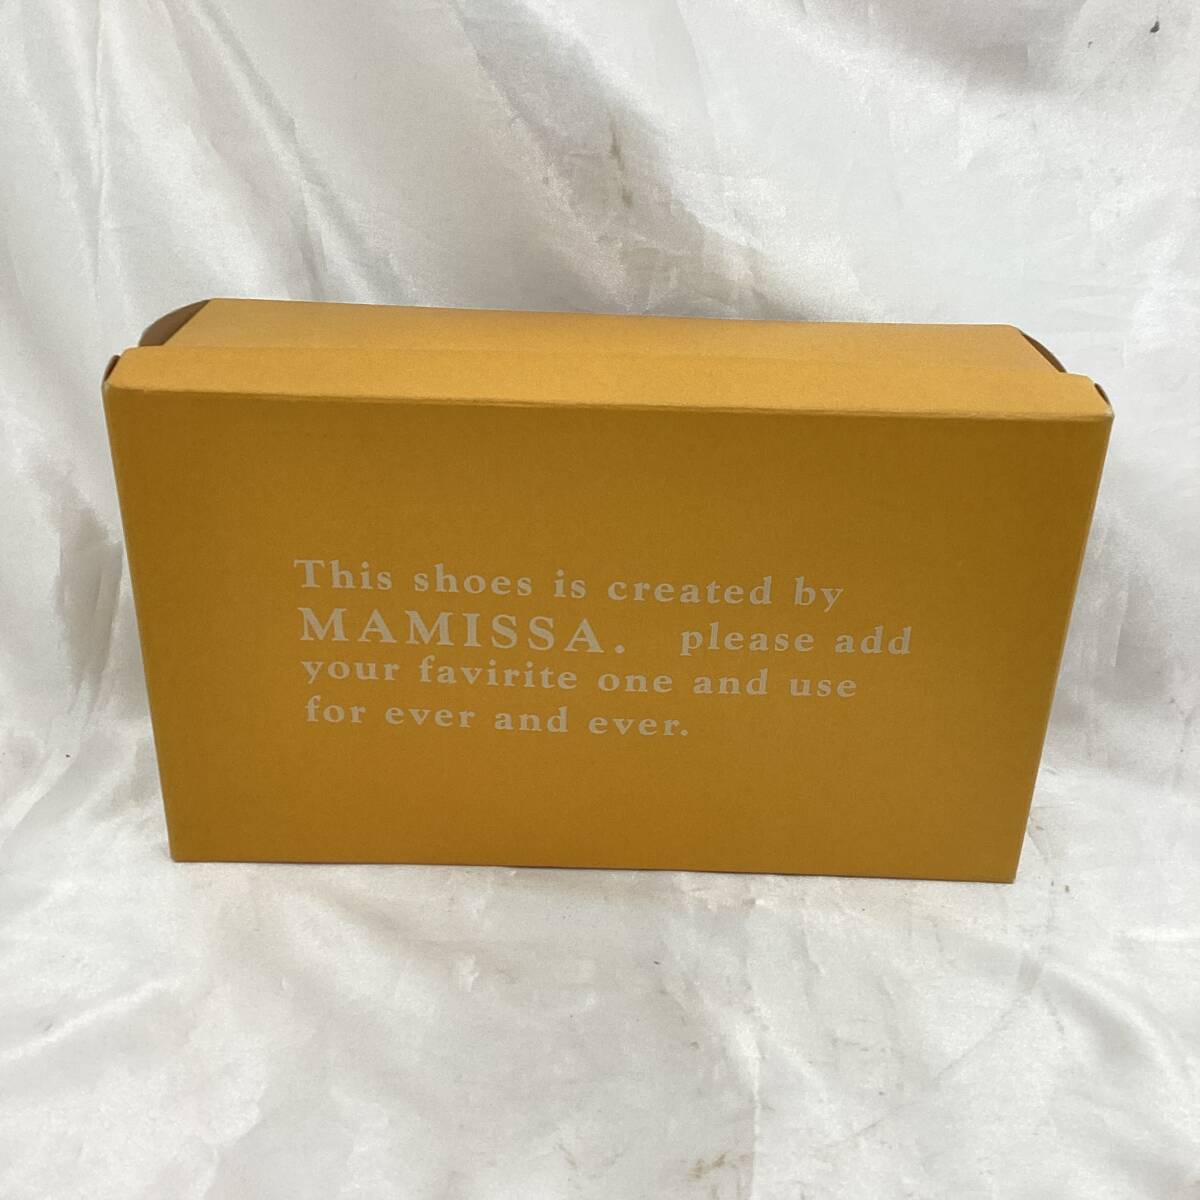 This shoes is created by
MAMISSA. please add
your favirite one and use
for ever and ever.